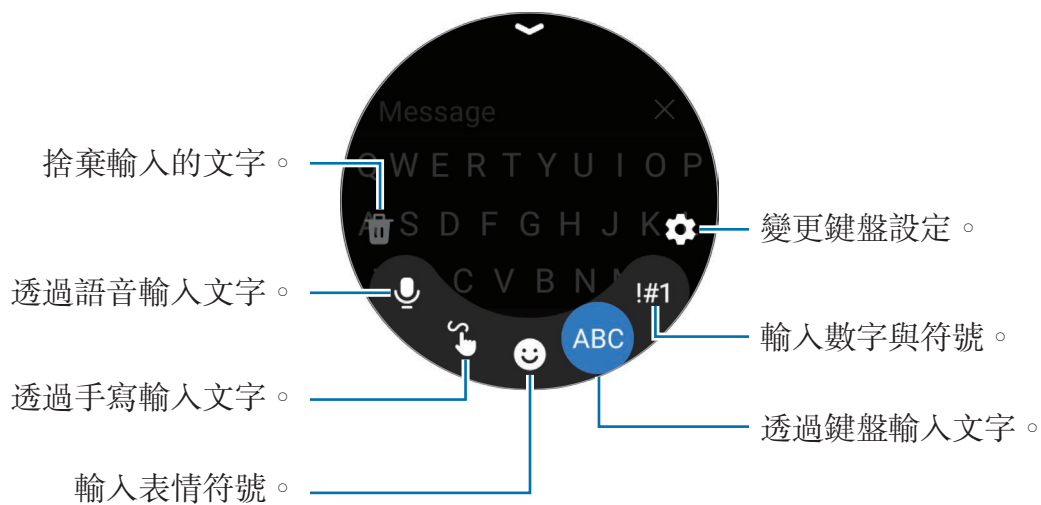 Message
QWERTYUIOP
捨棄輸入的文字。
ASDFGHJK
變更鍵盤設定。
透過語音輸入文字。
CVBN
!#1
ABC
輸入數字與符號。
透過手寫輸入文字。
透過鍵盤輸入文字。
輸入表情符號。